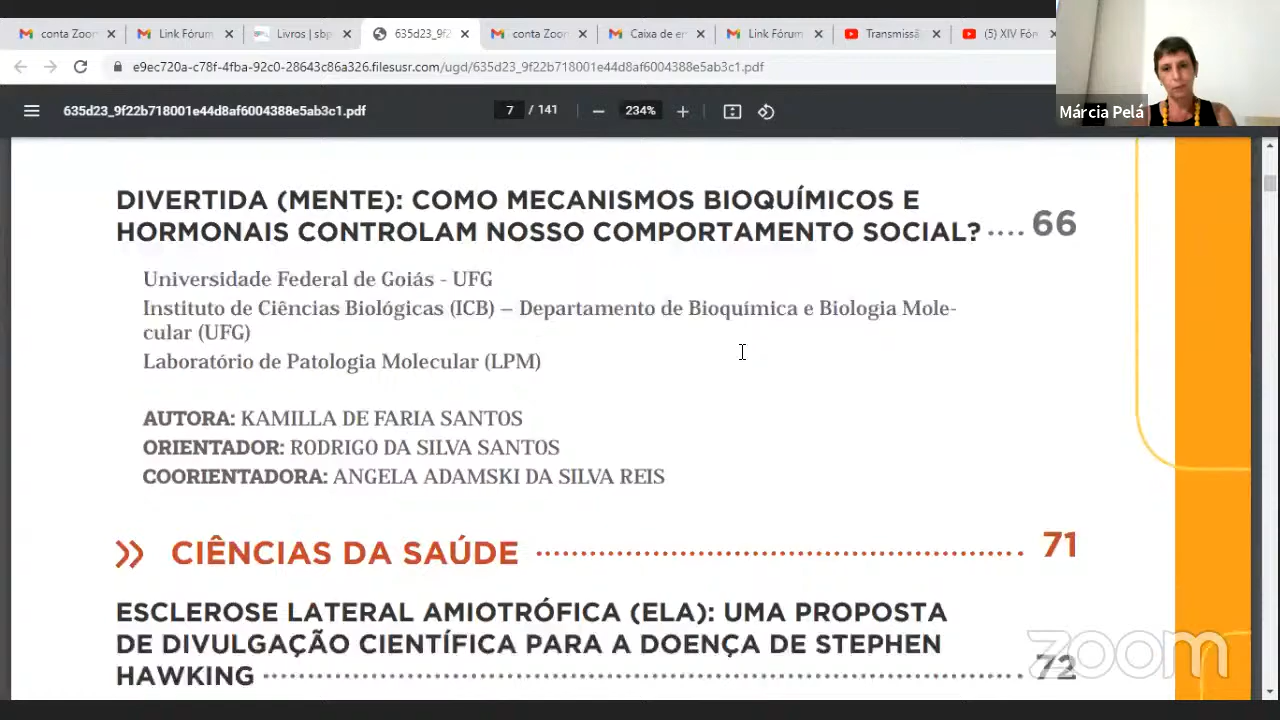 conta Zoom
Link Fórum
Livros | sbp
635d23_9f2
conta Zoom
Caixa de en
Link Fórum
Transmissã
(5) XIV Fór
e9ec720a-c78f-4fba-92c0-28643c86a326.filesusr.com/ugd/635d23_9f22b718001e44d8af6004388e5ab3c1.pdf
635d23_9f22b718001e44d8af6004388e5ab3c1.pdf
7 / 141
234%
Márcia Pelá
DIVERTIDA (MENTE): COMO MECANISMOS BIOQUÍMICOS E
HORMONAIS CONTROLAM NOSSO COMPORTAMENTO SOCIAL? .... 66
Universidade Federal de Goiás - UFG
Instituto de Ciências Biológicas (ICB) – Departamento de Bioquímica e Biologia Mole-
cular (UFG)
Laboratório de Patologia Molecular (LPM)
AUTORA: KAMILLA DE FARIA SANTOS
ORIENTADOR: RODRIGO DA SILVA SANTOS
COORIENTADORA: ANGELA ADAMSKI DA SILVA REIS
CIÊNCIAS DA SAÚDE 71
ESCLEROSE LATERAL AMIOTRÓFICA (ELA): UMA PROPOSTA
DE DIVULGAÇÃO CIENTÍFICA PARA A DOENÇA DE STEPHEN
HAWKING 72
zoom